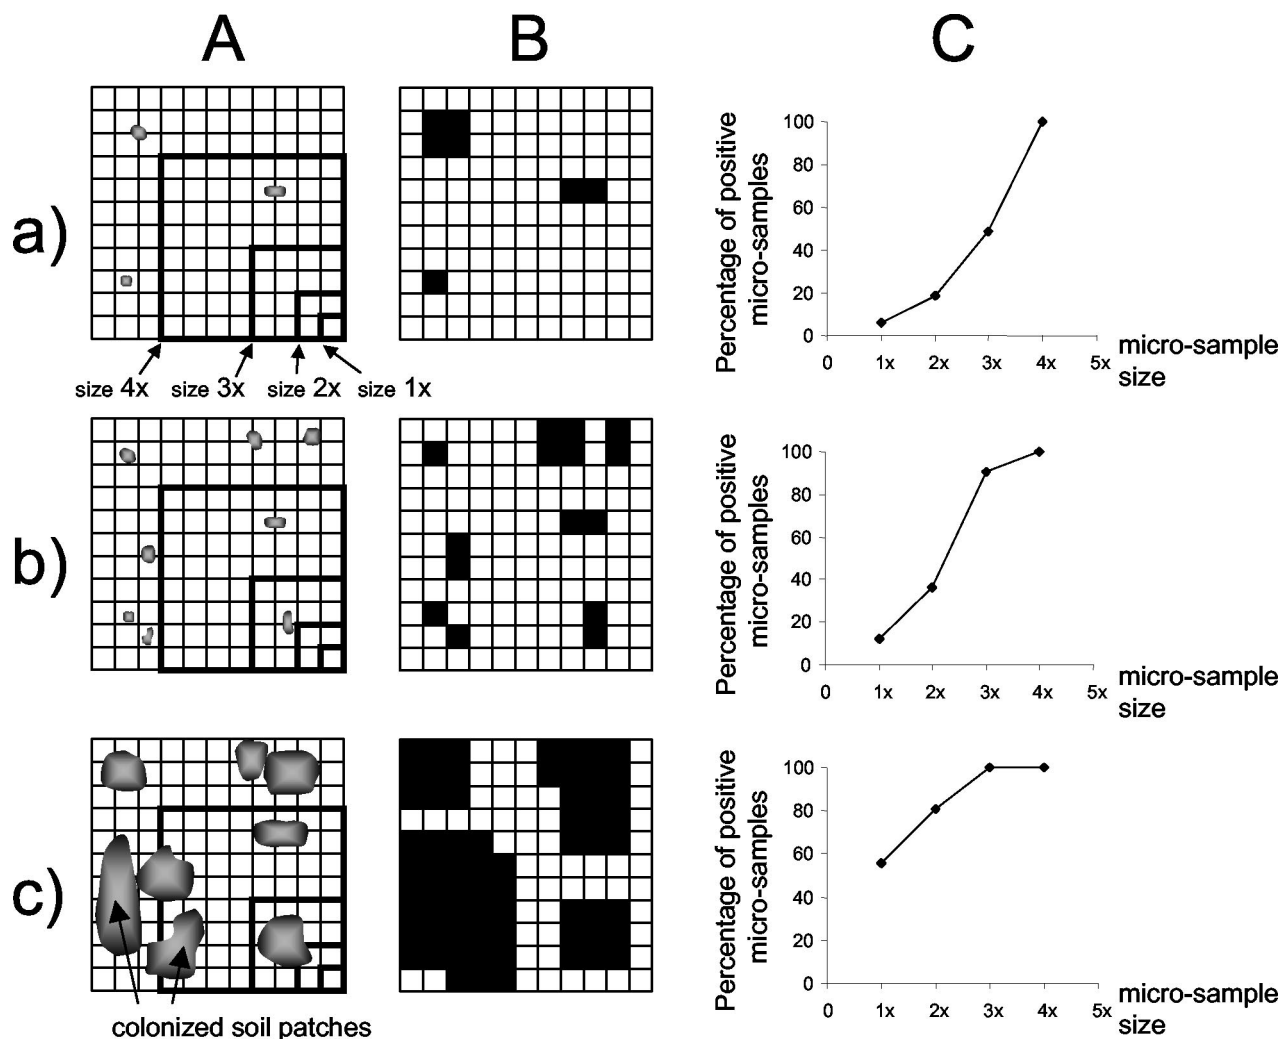 A B C
a)
Percentage of positive
micro-samples
100
80
60
40
20
0
0 1x 2x 3x 4x 5x
micro-sample
size
size 4x size 3x size 2x size 1x
b)
Percentage of positive
micro-samples
100
80
60
40
20
0
0 1x 2x 3x 4x 5x
micro-sample
size
c)
Percentage of positive
micro-samples
100
80
60
40
20
0
0 1x 2x 3x 4x 5x
micro-sample
size
colonized soil patches